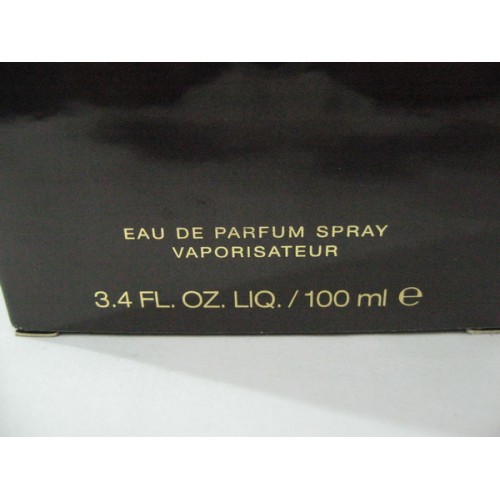 EAU DE PARFUM SPRAY
VAPORISATEUR
3.4 FL. OZ. LIQ. / 100 ml ℮